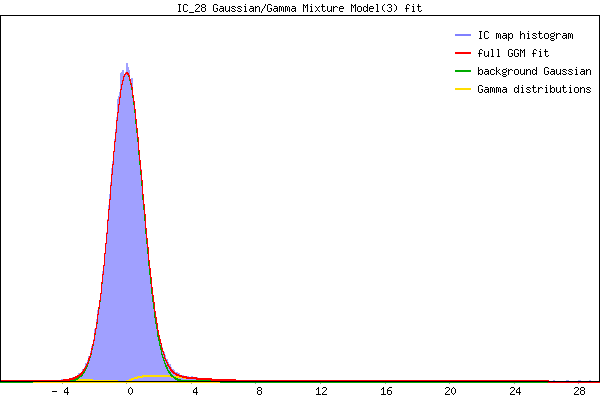 IC_28 Gaussian/Gamma Mixture Model(3) fit
IC map histogram
full GGM fit
background Gaussian
Gamma distributions
-4 0 4 8 12 16 20 24 28